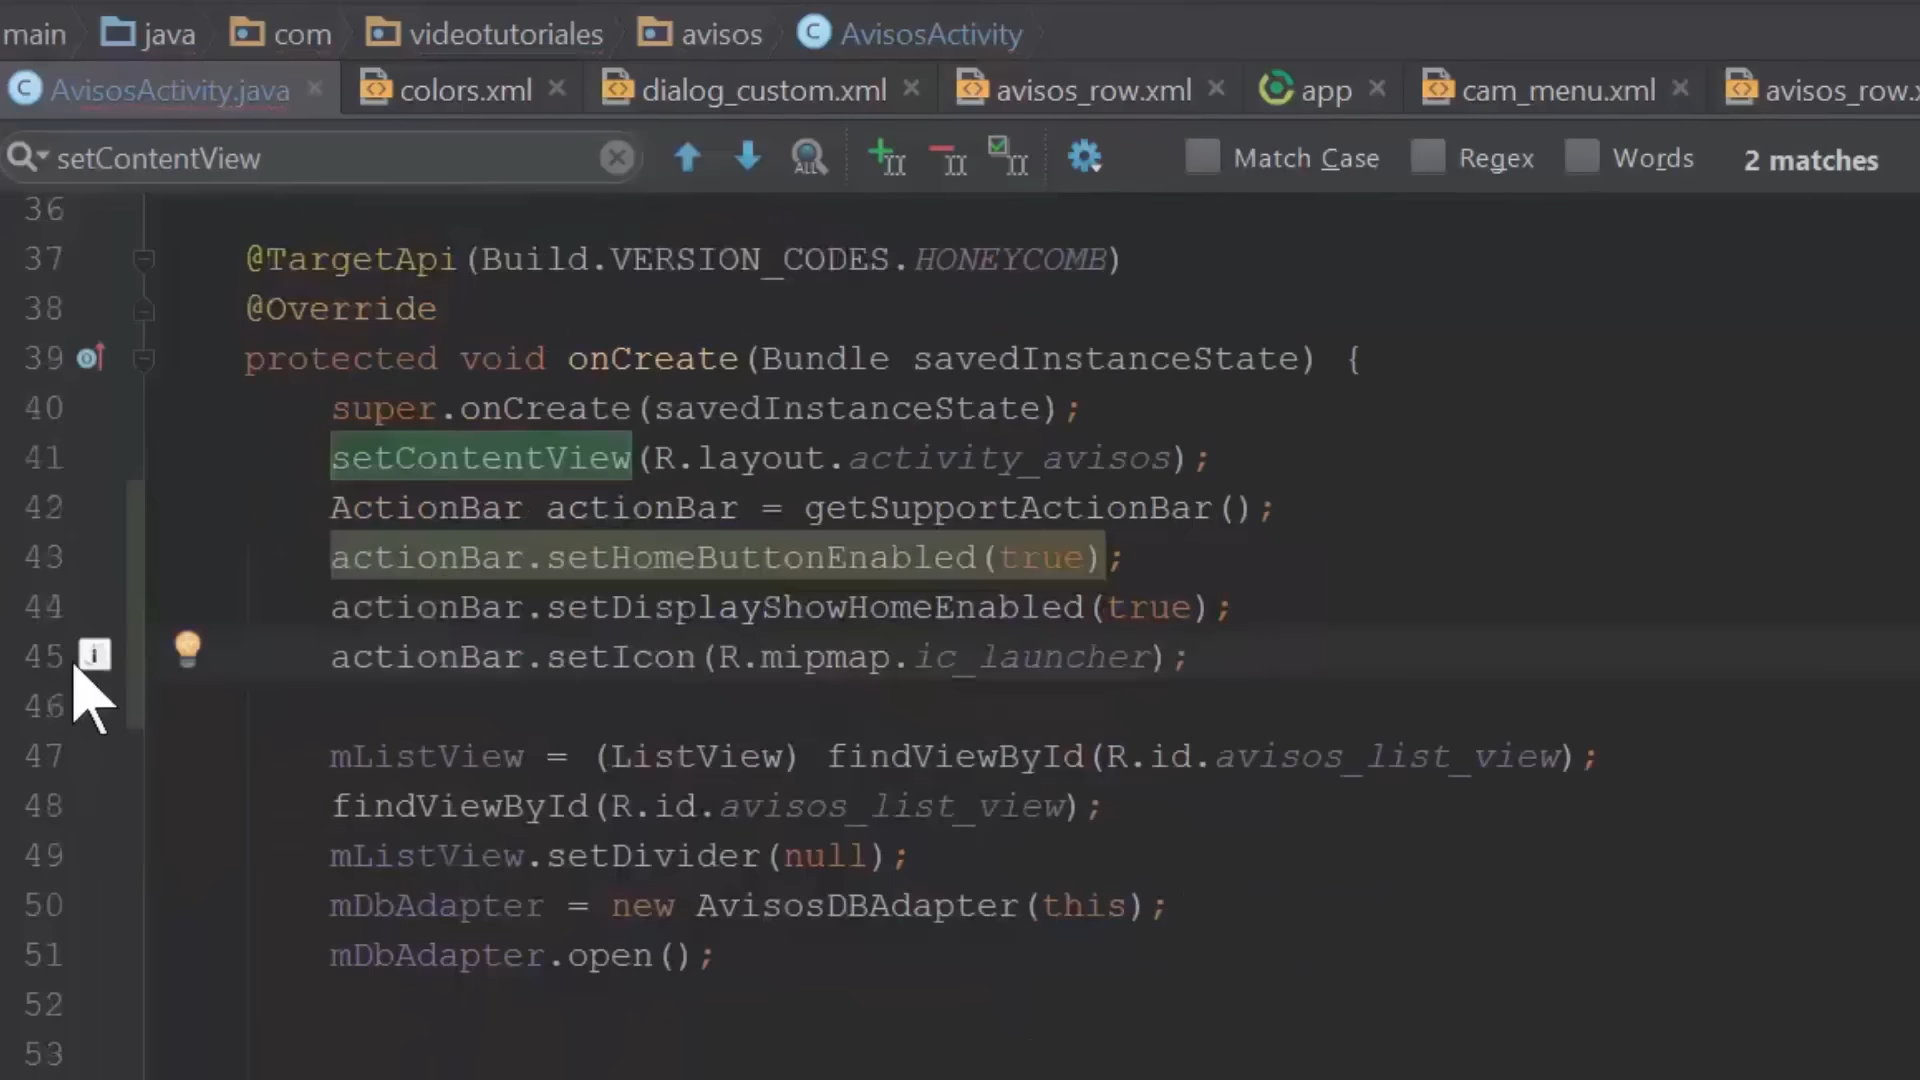 main java com videotutoriales avisos C AvisosActivity
C AvisosActivity.java colors.xml dialog_custom.xml avisos_row.xml app cam_menu.xml avisos_row.x
setContentView ALL Match Case Regex Words 2 matches
36
37 @TargetApi(Build.VERSION_CODES.HONEYCOMB)
38 @Override
39 protected void onCreate(Bundle savedInstanceState) {
40 super.onCreate(savedInstanceState);
41 setContentView(R.layout.activity_avisos);
42 ActionBar actionBar = getSupportActionBar();
43 actionBar.setHomeButtonEnabled(true);
44 actionBar.setDisplayShowHomeEnabled(true);
45 actionBar.setIcon(R.mipmap.ic_launcher);
46
47 mListView = (ListView) findViewById(R.id.avisos_list_view);
48 findViewById(R.id.avisos_list_view);
49 mListView.setDivider(null);
50 mDbAdapter = new AvisosDBAdapter(this);
51 mDbAdapter.open();
52
53